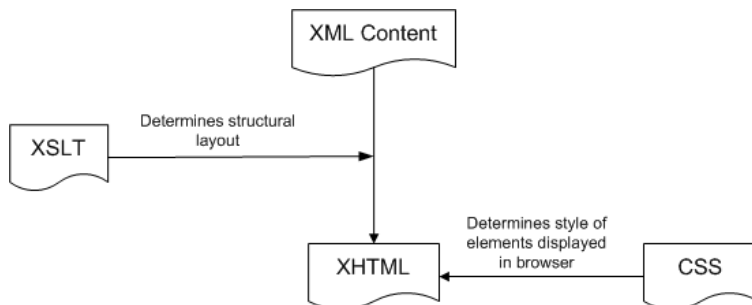 XML Content
Determines structural
layout
XSLT
Determines style of
elements displayed
in browser
XHTML
CSS